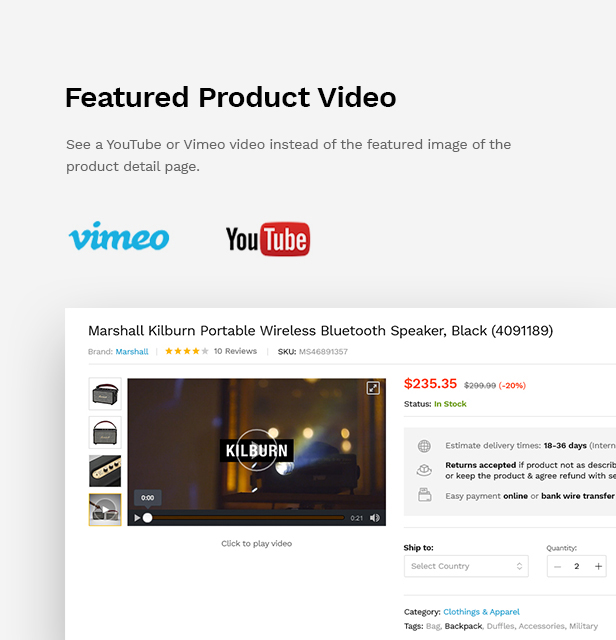 Featured Product Video
See a YouTube or Vimeo video instead of the featured image of the
product detail page.
vimeo
YouTube
Marshall Kilburn Portable Wireless Bluetooth Speaker, Black (4091189)
Brand: Marshall | 10 Reviews | SKU: MS46891357
$235.35 $299.99 (-20%)
Status: In Stock
KILBURN
Estimate delivery times: 18-36 days (Intern
Returns accepted if product not as describ
or keep the product & agree refund with se
Easy payment online or bank wire transfer
0:00
0:21
Click to play video
Ship to:
Quantity:
Select Country
— 2 +
Category: Clothings & Apparel
Tags: Bag, Backpack, Duffles, Accessories, Military